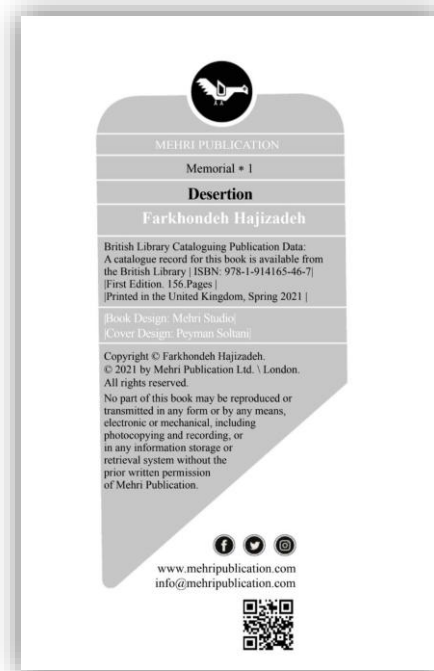 MEHRI PUBLICATION
Memorial * 1
Desertion
Farkhondeh Hajizadeh
British Library Cataloguing Publication Data:
A catalogue record for this book is available from
the British Library | ISBN: 978-1-914165-46-7|
|First Edition. 156.Pages |
|Printed in the United Kingdom, Spring 2021 |
|Book Design: Mehri Studio|
|Cover Design: Peyman Soltani|
Copyright © Farkhondeh Hajizadeh.
© 2021 by Mehri Publication Ltd. \ London.
All rights reserved.
No part of this book may be reproduced or
transmitted in any form or by any means,
electronic or mechanical, including
photocopying and recording, or
in any information storage or
retrieval system without the
prior written permission
of Mehri Publication.
www.mehripublication.com
info@mehripublication.com